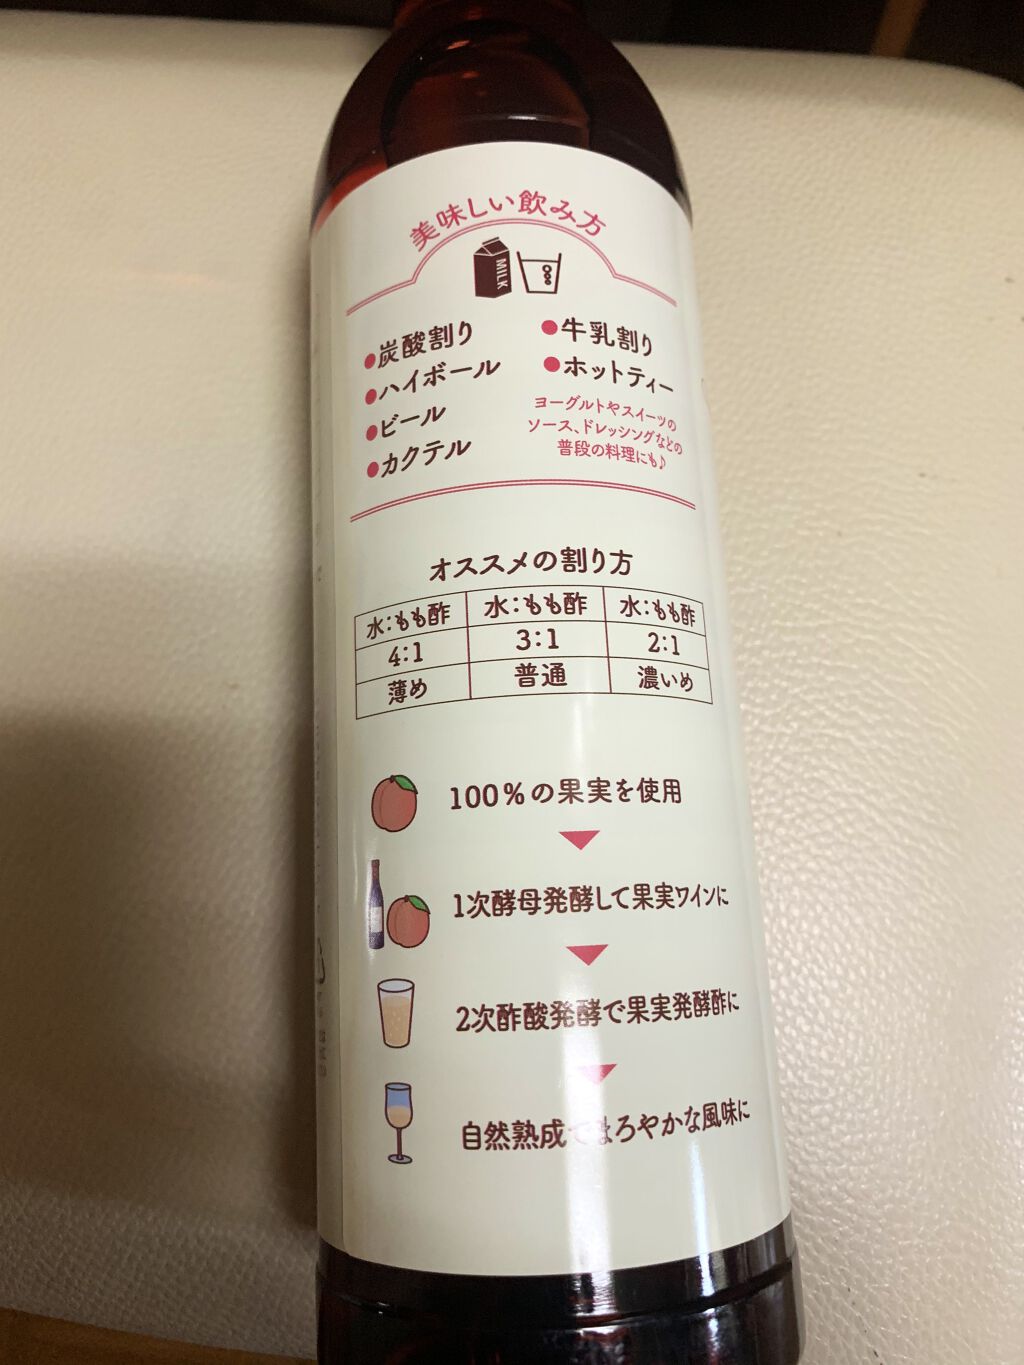 美味しい飲み方
MILK
●炭酸割り
●ハイボール
●ビール
●カクテル
●牛乳割り
●ホットティー
ヨーグルトやスイーツの
ソース、ドレッシングなどの
普段の料理にも♪
オススメの割り方
水:もも酢 水:もも酢 水:もも酢
4:1 3:1 2:1
薄め 普通 濃いめ
100%の果実を使用
1次酵母発酵して果実ワインに
2次酢酸発酵で果実発酵酢に
自然熟成でまろやかな風味に